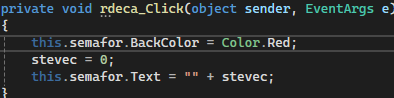 private void rdeca_Click(object sender, EventArgs e)
{
this.semafor.BackColor = Color.Red;
stevec = 0;
this.semafor.Text = "" + stevec;
}